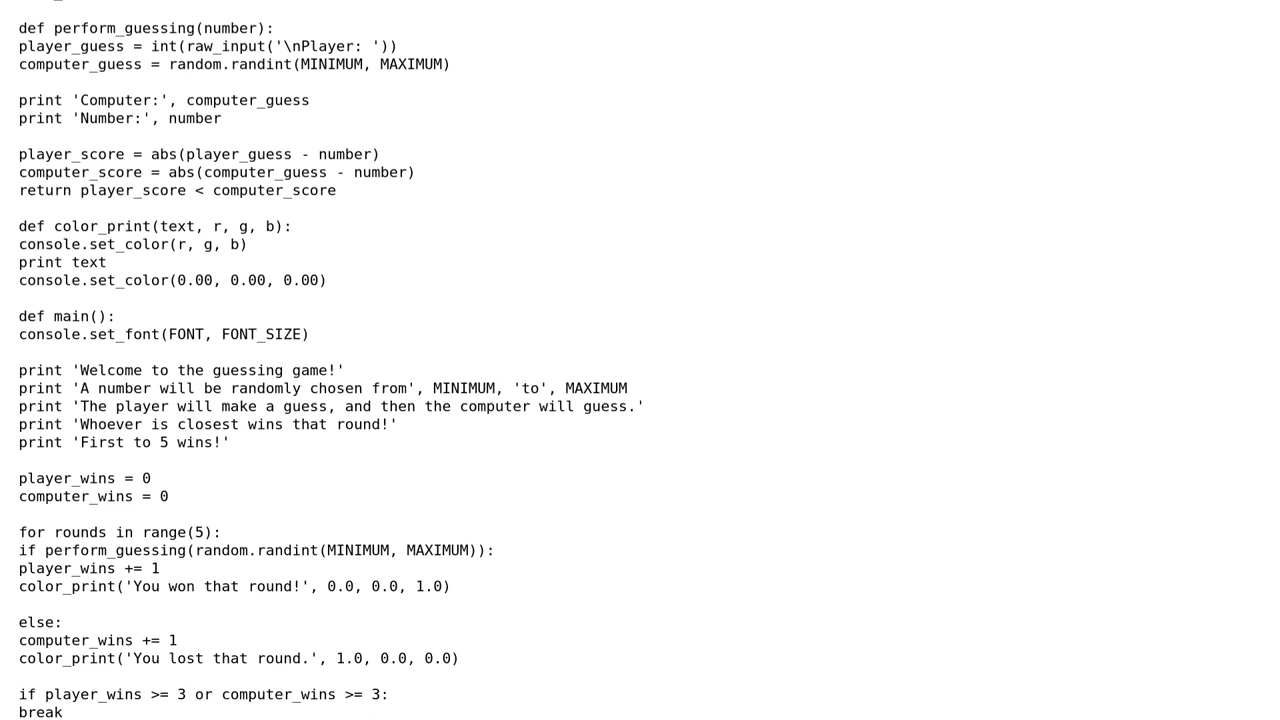 def perform_guessing(number):
player_guess = int(raw_input('\nPlayer: '))
computer_guess = random.randint(MINIMUM, MAXIMUM)
print 'Computer:', computer_guess
print 'Number:', number
player_score = abs(player_guess - number)
computer_score = abs(computer_guess - number)
return player_score < computer_score
def color_print(text, r, g, b):
console.set_color(r, g, b)
print text
console.set_color(0.00, 0.00, 0.00)
def main():
console.set_font(FONT, FONT_SIZE)
print 'Welcome to the guessing game!'
print 'A number will be randomly chosen from', MINIMUM, 'to', MAXIMUM
print 'The player will make a guess, and then the computer will guess.'
print 'Whoever is closest wins that round!'
print 'First to 5 wins!'
player_wins = 0
computer_wins = 0
for rounds in range(5):
if perform_guessing(random.randint(MINIMUM, MAXIMUM)):
player_wins += 1
color_print('You won that round!', 0.0, 0.0, 1.0)
else:
computer_wins += 1
color_print('You lost that round.', 1.0, 0.0, 0.0)
if player_wins >= 3 or computer_wins >= 3:
break